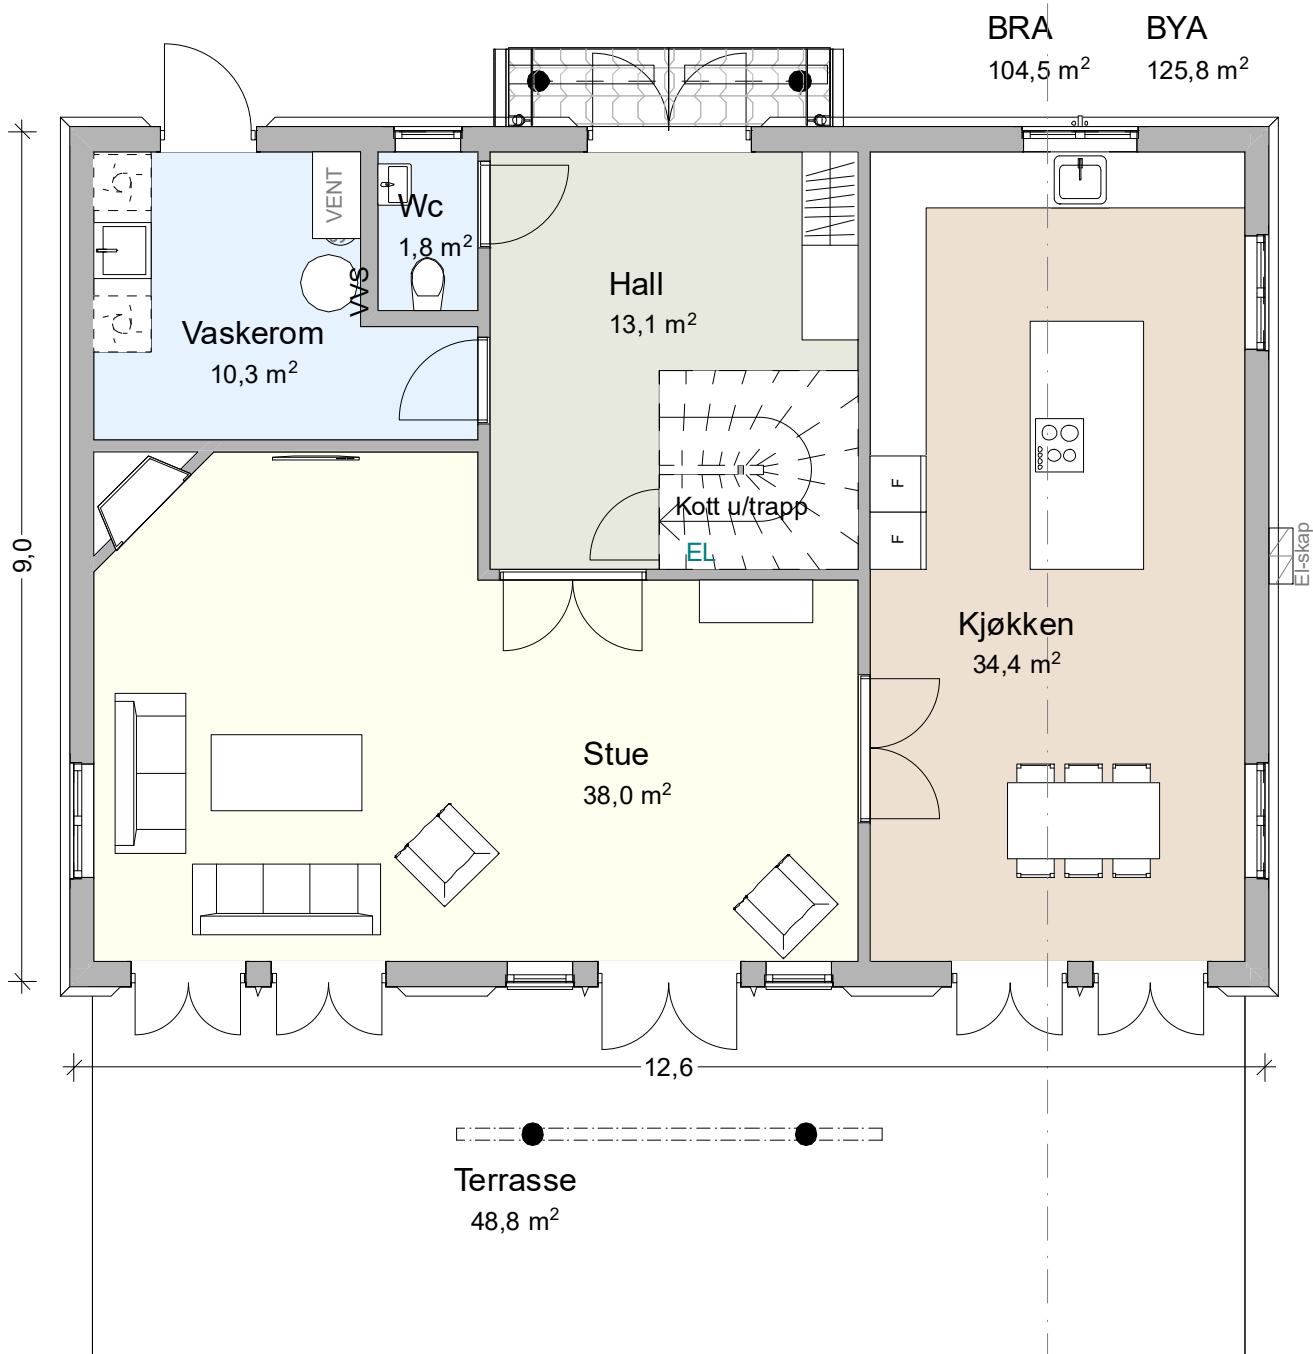 BRA
BYA
104,5 m²
125,8 m²
VENT
Wc
1,8 m²
VVS
Hall
13,1 m²
Vaskerom
10,3 m²
F
F
Kott u/trapp
EL
9,0
El-skap
Kjøkken
34,4 m²
Stue
38,0 m²
12,6
Terrasse
48,8 m²